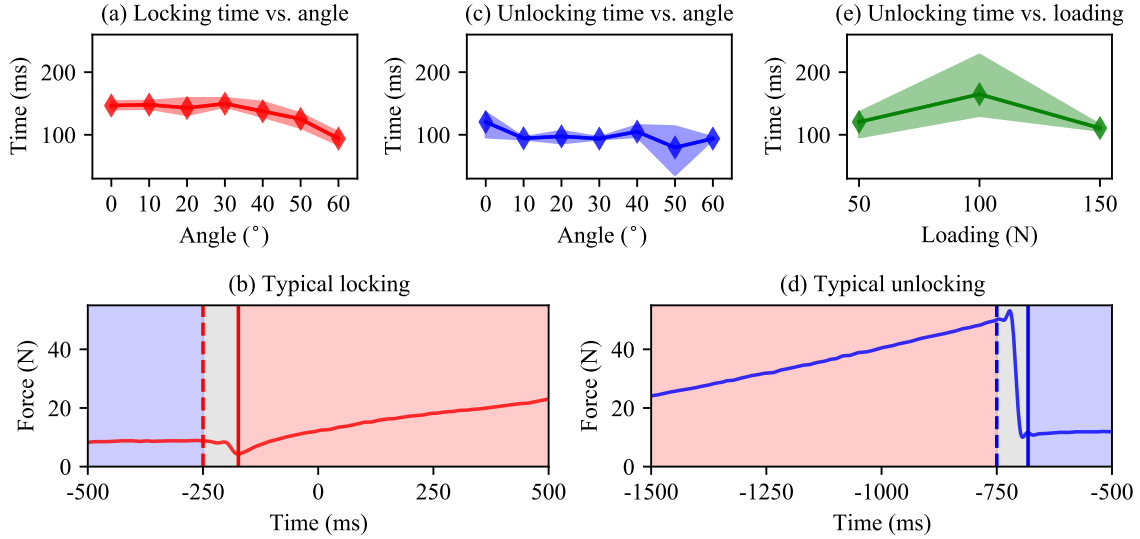 (a) Locking time vs. angle
Time (ms)
200
100
0 10 20 30 40 50 60
Angle (°)
(c) Unlocking time vs. angle
Time (ms)
200
100
0 10 20 30 40 50 60
Angle (°)
(e) Unlocking time vs. loading
Time (ms)
200
100
50 100 150
Loading (N)
(b) Typical locking
Force (N)
40
20
0
-500 -250 0 250 500
Time (ms)
(d) Typical unlocking
Force (N)
40
20
0
-1500 -1250 -1000 -750 -500
Time (ms)